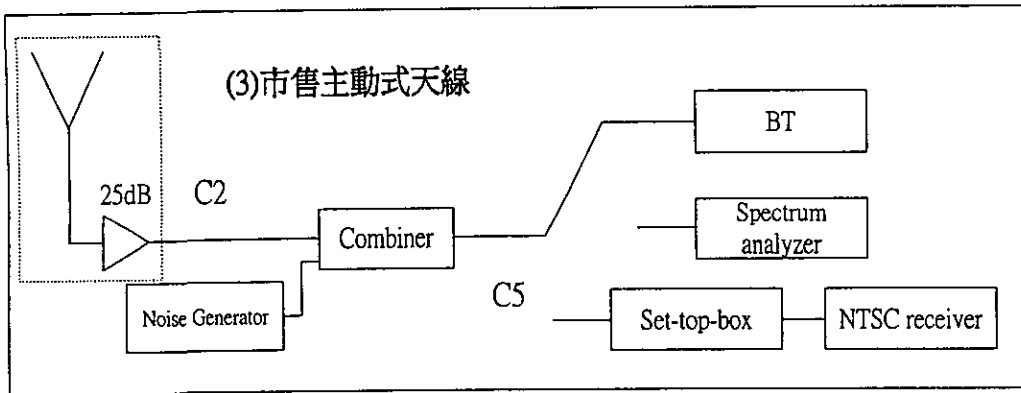 (3)市售主動式天線
25dB
C2
BT
Combiner
Spectrum
analyzer
Noise Generator
C5
Set-top-box
NTSC receiver